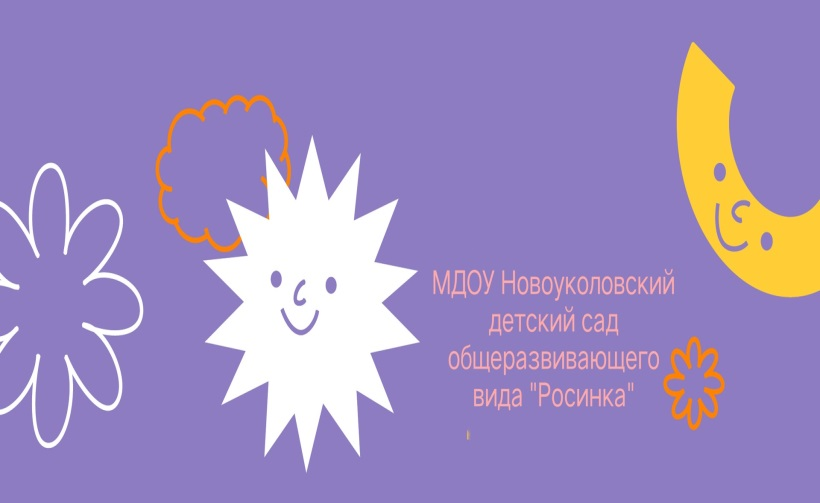 МДОУ Новоуколовский
детский сад
общеразвивающего
вида "Росинка"